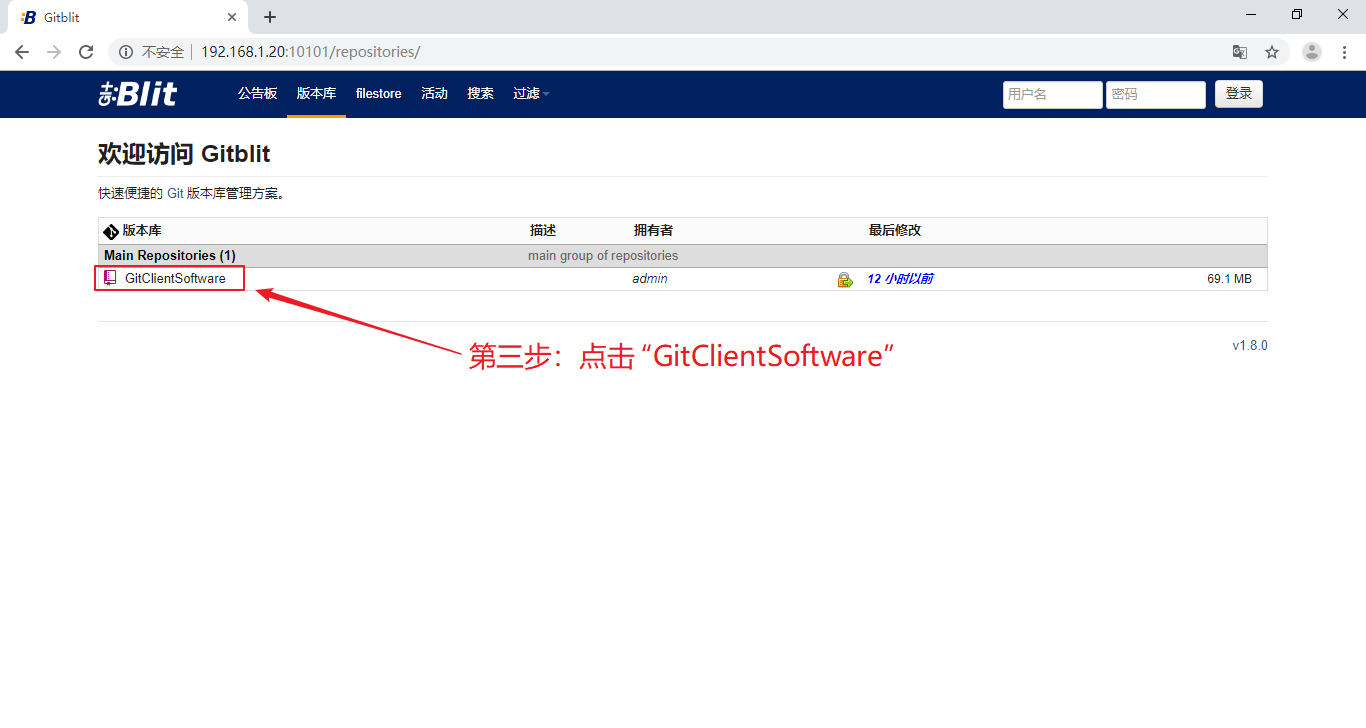 Gitblit
不安全 192.168.1.20:10101/repositories/
Blit 公告板 版本库 filestore 活动 搜索 过滤 用户名 密码 登录
欢迎访问 Gitblit
快速便捷的 Git 版本库管理方案。
版本库 描述 拥有者 最后修改
Main Repositories (1) main group of repositories
GitClientSoftware admin 12 小时以前 69.1 MB
v1.8.0
第三步：点击“GitClientSoftware”